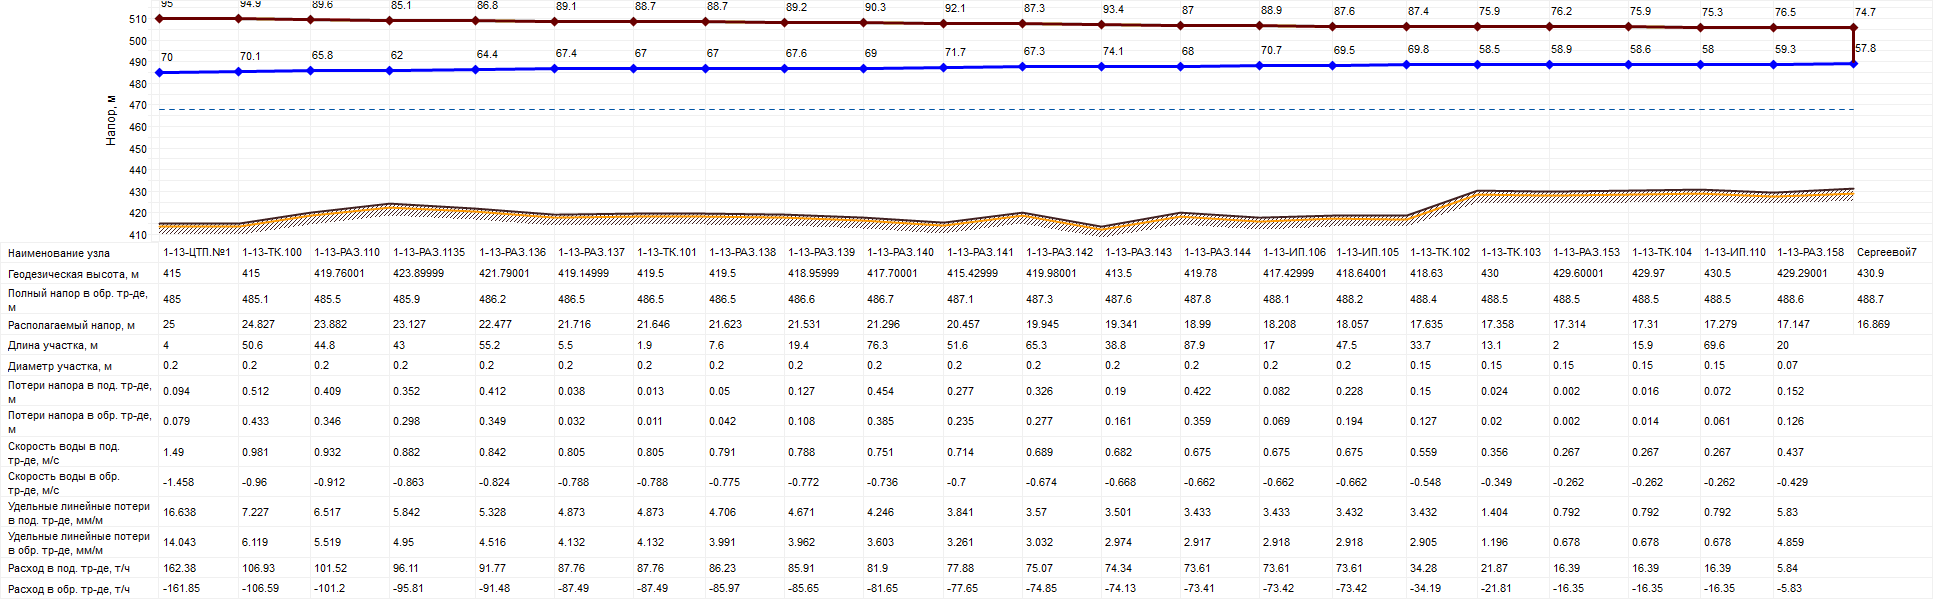 95 94.9 89.6 85.1 86.8 89.1 88.7 88.7 89.2 90.3 92.1 87.3 93.4 87 88.9 87.6 87.4 75.9 76.2 75.9 75.3 76.5 74.7
510
500
70 70.1 65.8 62 64.4 67.4 67 67 67.6 69 71.7 67.3 74.1 68 70.7 69.5 69.8 58.5 58.9 58.6 58 59.3 57.8
490
480
470
460
450
440
430
420
410
Напор, м
Наименование узла 1-13-ЦТП.№1 1-13-ТК.100 1-13-РАЗ.110 1-13-РАЗ.1135 1-13-РАЗ.136 1-13-РАЗ.137 1-13-ТК.101 1-13-РАЗ.138 1-13-РАЗ.139 1-13-РАЗ.140 1-13-РАЗ.141 1-13-РАЗ.142 1-13-РАЗ.143 1-13-РАЗ.144 1-13-ИП.106 1-13-ИП.105 1-13-ТК.102 1-13-ТК.103 1-13-РАЗ.153 1-13-ТК.104 1-13-ИП.110 1-13-РАЗ.158 Сергеевой7
Геодезическая высота, м 415 415 419.76001 423.89999 421.79001 419.14999 419.5 419.5 418.95999 417.70001 415.42999 419.98001 413.5 419.78 417.42999 418.64001 418.63 430 429.60001 429.97 430.5 429.29001 430.9
Полный напор в обр. тр-де,
м 485 485.1 485.5 485.9 486.2 486.5 486.5 486.5 486.6 486.7 487.1 487.3 487.6 487.8 488.1 488.2 488.4 488.5 488.5 488.5 488.5 488.6 488.7
Располагаемый напор, м 25 24.827 23.882 23.127 22.477 21.716 21.646 21.623 21.531 21.296 20.457 19.945 19.341 18.99 18.208 18.057 17.635 17.358 17.314 17.31 17.279 17.147 16.869
Длина участка, м 4 50.6 44.8 43 55.2 5.5 1.9 7.6 19.4 76.3 51.6 65.3 38.8 87.9 17 47.5 33.7 13.1 2 15.9 69.6 20
Диаметр участка, м 0.2 0.2 0.2 0.2 0.2 0.2 0.2 0.2 0.2 0.2 0.2 0.2 0.2 0.2 0.2 0.2 0.15 0.15 0.15 0.15 0.15 0.07
Потери напора в под. тр-де,
м 0.094 0.512 0.409 0.352 0.412 0.038 0.013 0.05 0.127 0.454 0.277 0.326 0.19 0.422 0.082 0.228 0.15 0.024 0.002 0.016 0.072 0.152
Потери напора в обр. тр-де,
м 0.079 0.433 0.346 0.298 0.349 0.032 0.011 0.042 0.108 0.385 0.235 0.277 0.161 0.359 0.069 0.194 0.127 0.02 0.002 0.014 0.061 0.126
Скорость воды в под.
тр-де, м/с 1.49 0.981 0.932 0.882 0.842 0.805 0.805 0.791 0.788 0.751 0.714 0.689 0.682 0.675 0.675 0.675 0.559 0.356 0.267 0.267 0.267 0.437
Скорость воды в обр.
тр-де, м/с -1.458 -0.96 -0.912 -0.863 -0.824 -0.788 -0.788 -0.775 -0.772 -0.736 -0.7 -0.674 -0.668 -0.662 -0.662 -0.662 -0.548 -0.349 -0.262 -0.262 -0.262 -0.429
Удельные линейные потери
в под. тр-де, мм/м 16.638 7.227 6.517 5.842 5.328 4.873 4.873 4.706 4.671 4.246 3.841 3.57 3.501 3.433 3.433 3.432 3.432 1.404 0.792 0.792 0.792 5.83
Удельные линейные потери
в обр. тр-де, мм/м 14.043 6.119 5.519 4.95 4.516 4.132 4.132 3.991 3.962 3.603 3.261 3.032 2.974 2.917 2.918 2.918 2.905 1.196 0.678 0.678 0.678 4.859
Расход в под. тр-де, т/ч 162.38 106.93 101.52 96.11 91.77 87.76 87.76 86.23 85.91 81.9 77.88 75.07 74.34 73.61 73.61 73.61 34.28 21.87 16.39 16.39 16.39 5.84
Расход в обр. тр-де, т/ч -161.85 -106.59 -101.2 -95.81 -91.48 -87.49 -87.49 -85.97 -85.65 -81.65 -77.65 -74.85 -74.13 -73.41 -73.42 -73.42 -34.19 -21.81 -16.35 -16.35 -16.35 -5.83